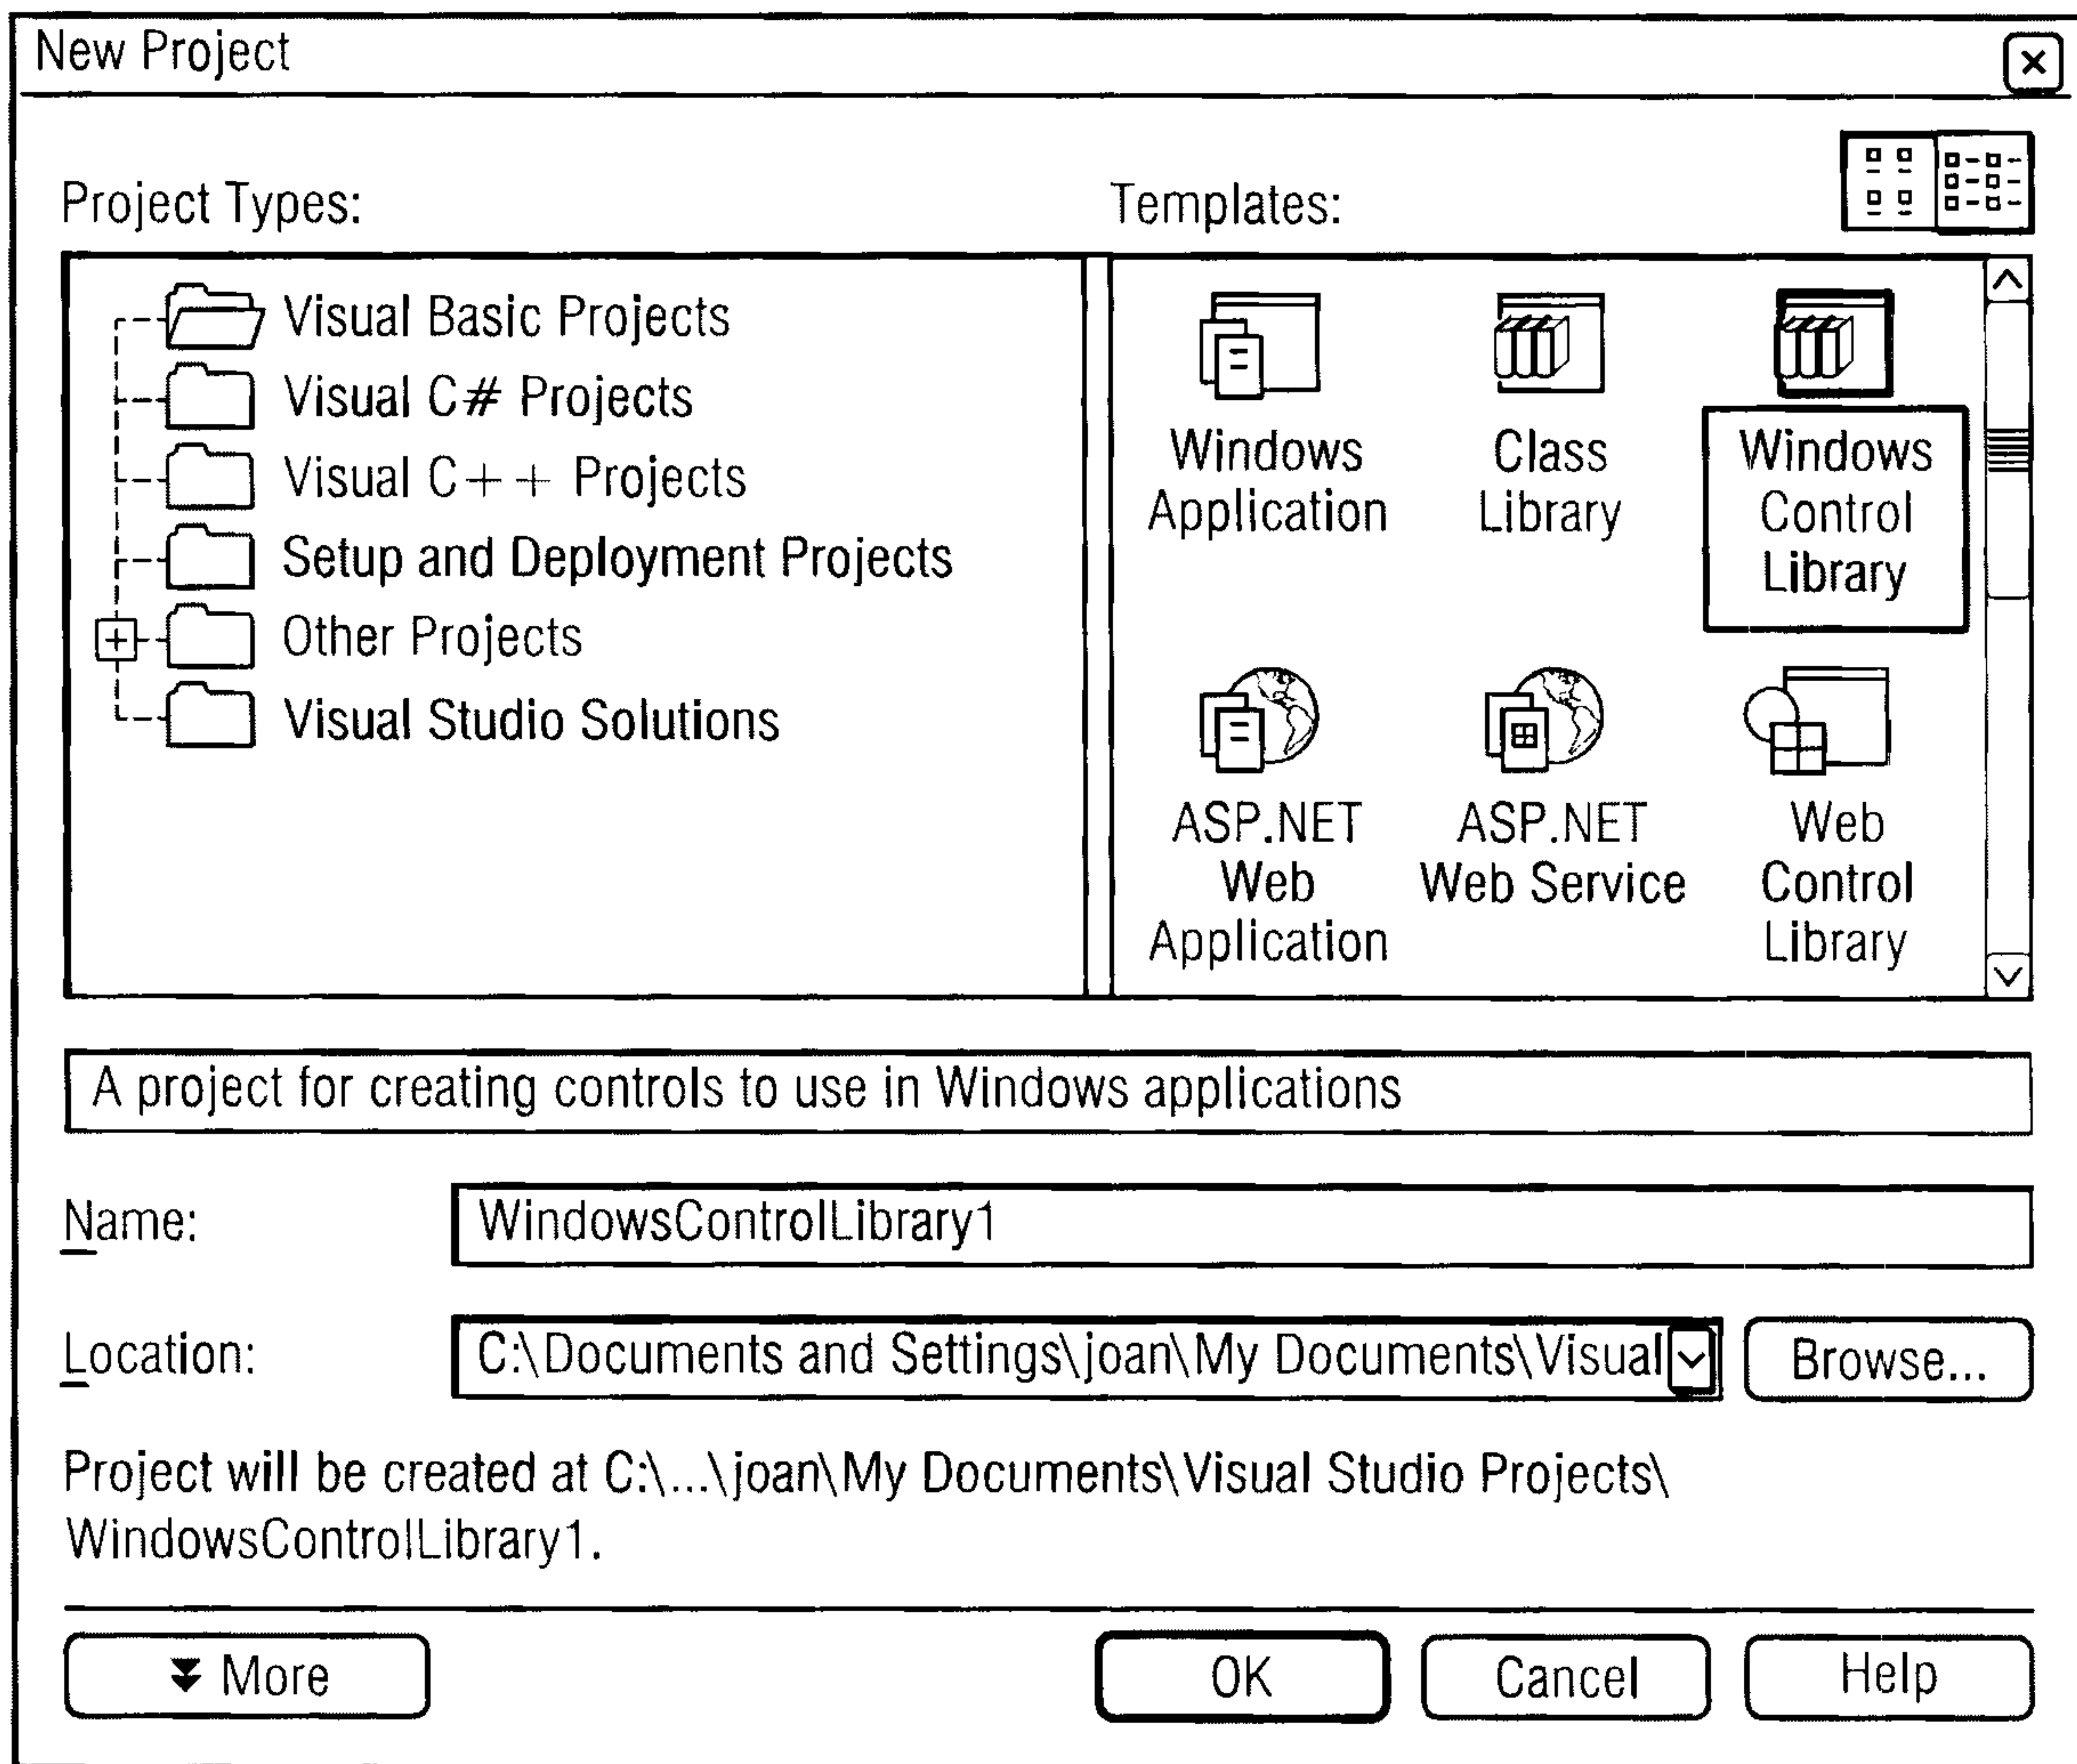 New Project
Project Types:
Templates:
Visual Basic Projects
Visual C# Projects
Visual C++ Projects
Setup and Deployment Projects
Other Projects
Visual Studio Solutions
Windows
Application
Class
Library
Windows
Control
Library
ASP.NET
Web
Application
ASP.NET
Web Service
Web
Control
Library
A project for creating controls to use in Windows applications
Name:
WindowsControlLibrary1
Location:
C:\Documents and Settings\joan\My Documents\Visual
Browse...
Project will be created at C:\...\joan\My Documents\Visual Studio Projects\
WindowsControlLibrary1.
More
OK
Cancel
Help